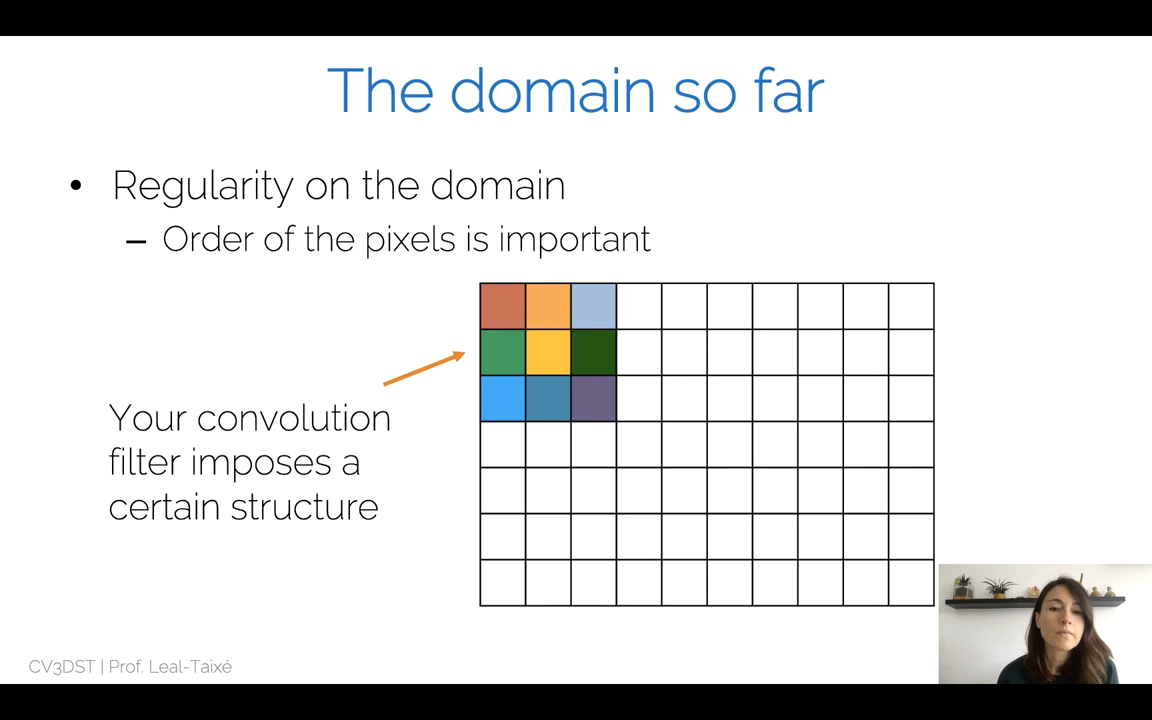 The domain so far
• Regularity on the domain
– Order of the pixels is important
Your convolution
filter imposes a
certain structure
CV3DST | Prof. Leal-Taixé